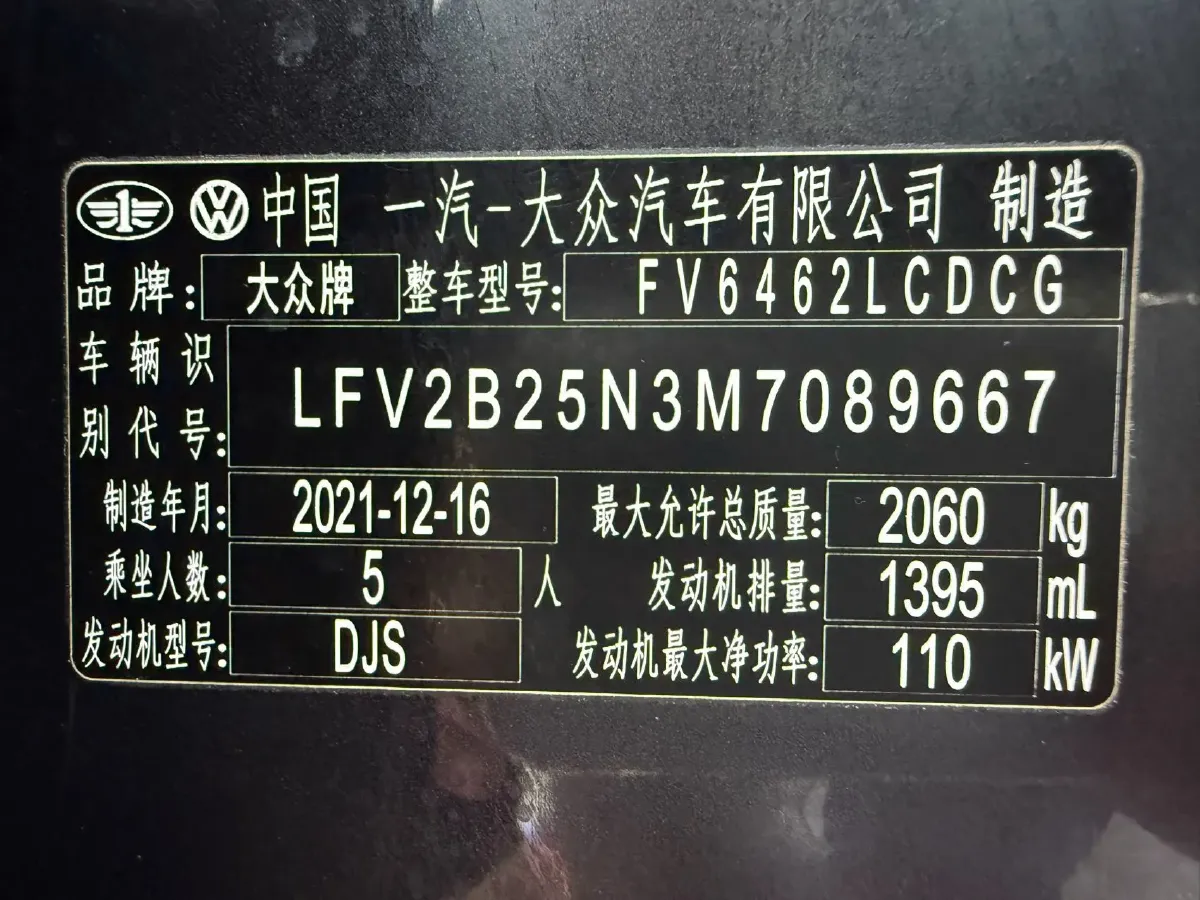 中国 一汽-大众汽车有限公司 制造
品牌: 大众牌 整车型号: FV6462LCDCG
车辆识别代号: LFV2B25N3M7089667
制造年月: 2021-12-16 最大允许总质量: 2060 kg
乘坐人数: 5 人 发动机排量: 1395 mL
发动机型号: DJS 发动机最大净功率: 110 kW